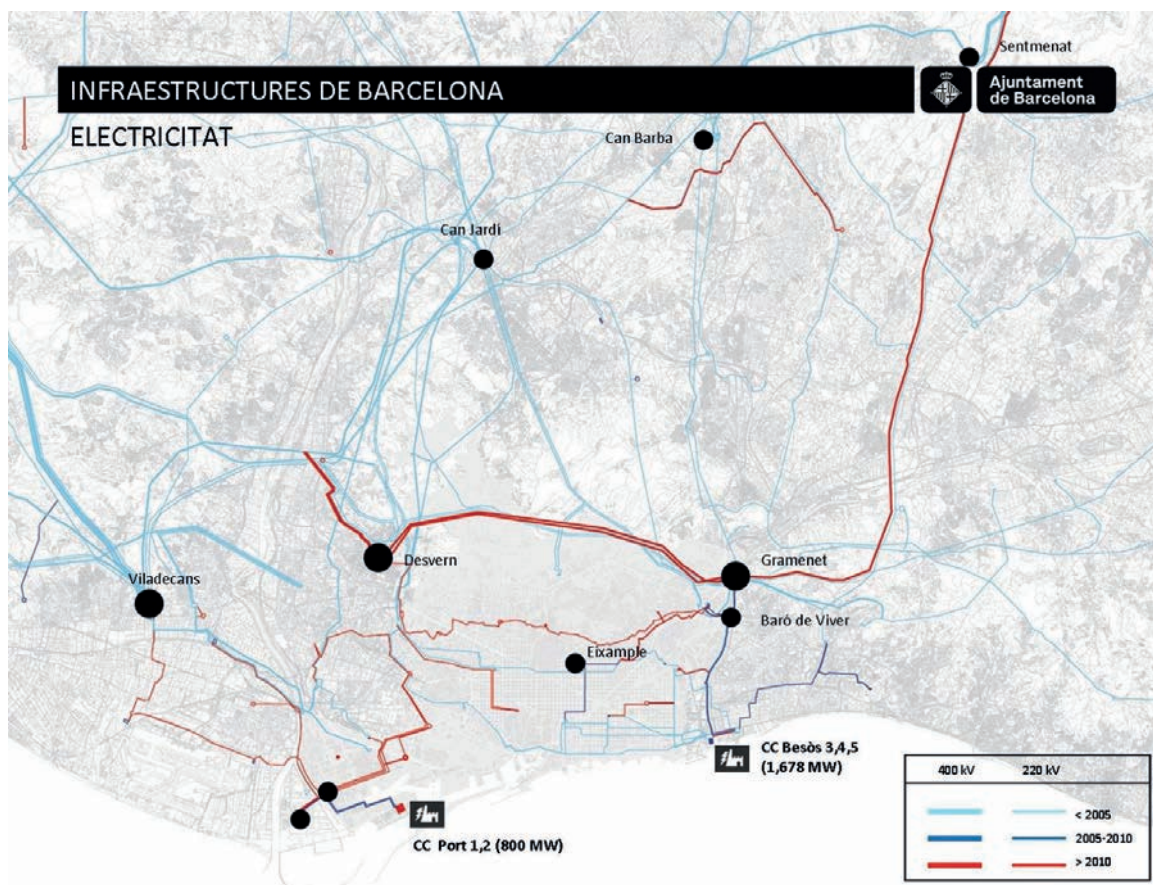 Sentmenat
INFRAESTRUCTURES DE BARCELONA
Ajuntament
de Barcelona
ELECTRICITAT
Can Barba
Can Jardi
Desvern
Gramenet
Viladecans
Baró de Viver
Eixample
CC Besòs 3,4,5
(1,678 MW)
CC Port 1,2 (800 MW)
400 kV 220 kV
< 2005
2005-2010
> 2010